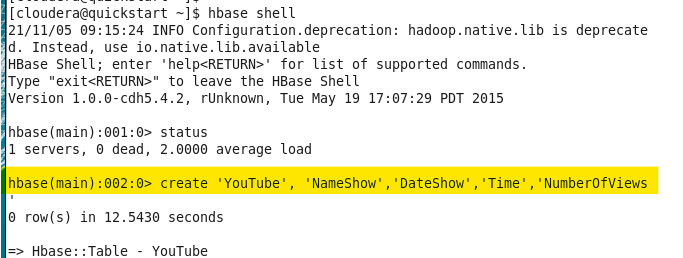 [cloudera@quickstart ~]$
[cloudera@quickstart ~]$ hbase shell
21/11/05 09:15:24 INFO Configuration.deprecation: hadoop.native.lib is deprecate
d. Instead, use io.native.lib.available
HBase Shell; enter 'help<RETURN>' for list of supported commands.
Type "exit<RETURN>" to leave the HBase Shell
Version 1.0.0-cdh5.4.2, rUnknown, Tue May 19 17:07:29 PDT 2015
hbase(main):001:0> status
1 servers, 0 dead, 2.0000 average load
hbase(main):002:0> create 'YouTube', 'NameShow','DateShow','Time','NumberOfViews
'
0 row(s) in 12.5430 seconds
=> Hbase::Table - YouTube